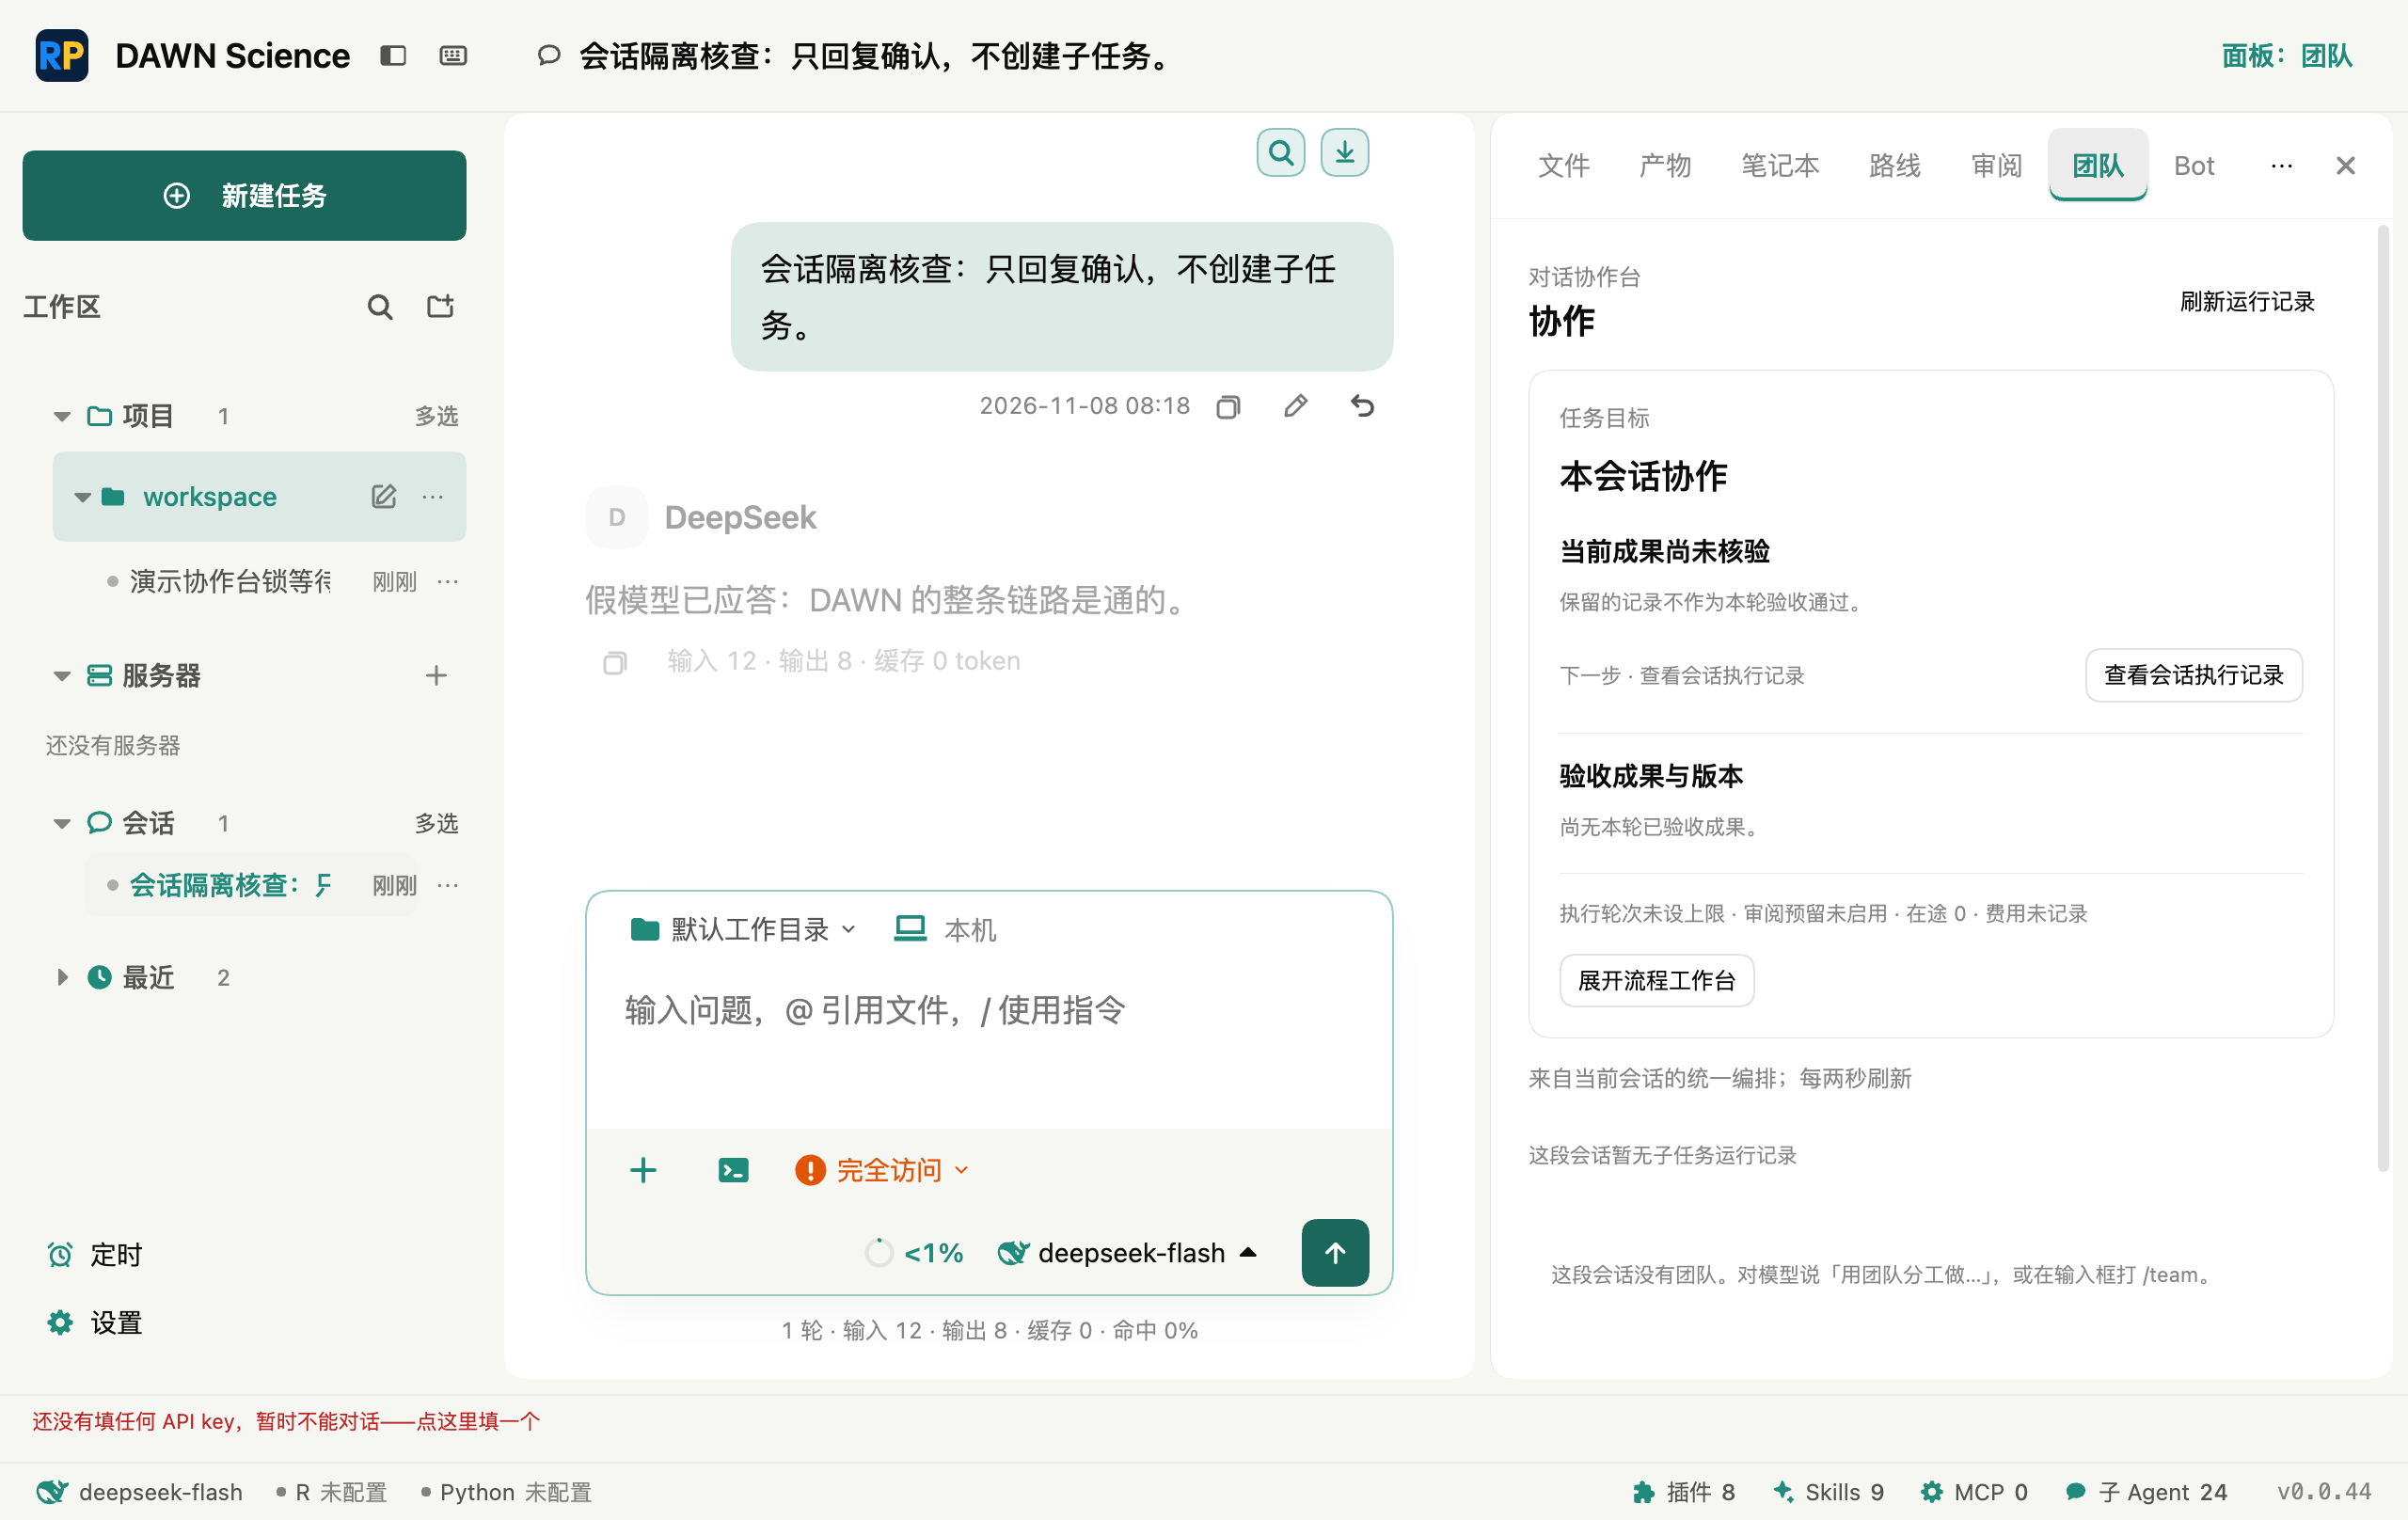 RP DAWN Science
会话隔离核查：只回复确认，不创建子任务。
面板：团队
新建任务
工作区
项目 1 多选
workspace
演示协作台锁等待 刚刚
服务器
还没有服务器
会话 1 多选
会话隔离核查： 刚刚
最近 2
定时
设置
会话隔离核查：只回复确认，不创建子任
务。
2026-11-08 08:18
D DeepSeek
假模型已应答：DAWN 的整条链路是通的。
输入 12 · 输出 8 · 缓存 0 token
默认工作目录 本机
输入问题，@ 引用文件，/ 使用指令
完全访问
<1% deepseek-flash
1 轮 · 输入 12 · 输出 8 · 缓存 0 · 命中 0%
文件 产物 笔记本 路线 审阅 团队 Bot
对话协作台
协作
刷新运行记录
任务目标
本会话协作
当前成果尚未核验
保留的记录不作为本轮验收通过。
下一步 · 查看会话执行记录 查看会话执行记录
验收成果与版本
尚无本轮已验收成果。
执行轮次未设上限 · 审阅预留未启用 · 在途 0 · 费用未记录
展开流程工作台
来自当前会话的统一编排；每两秒刷新
这段会话暂无子任务运行记录
这段会话没有团队。对模型说「用团队分工做…」，或在输入框打 /team。
还没有填任何 API key，暂时不能对话——点这里填一个
deepseek-flash R 未配置 Python 未配置
插件 8 Skills 9 MCP 0 子 Agent 24 v0.0.44